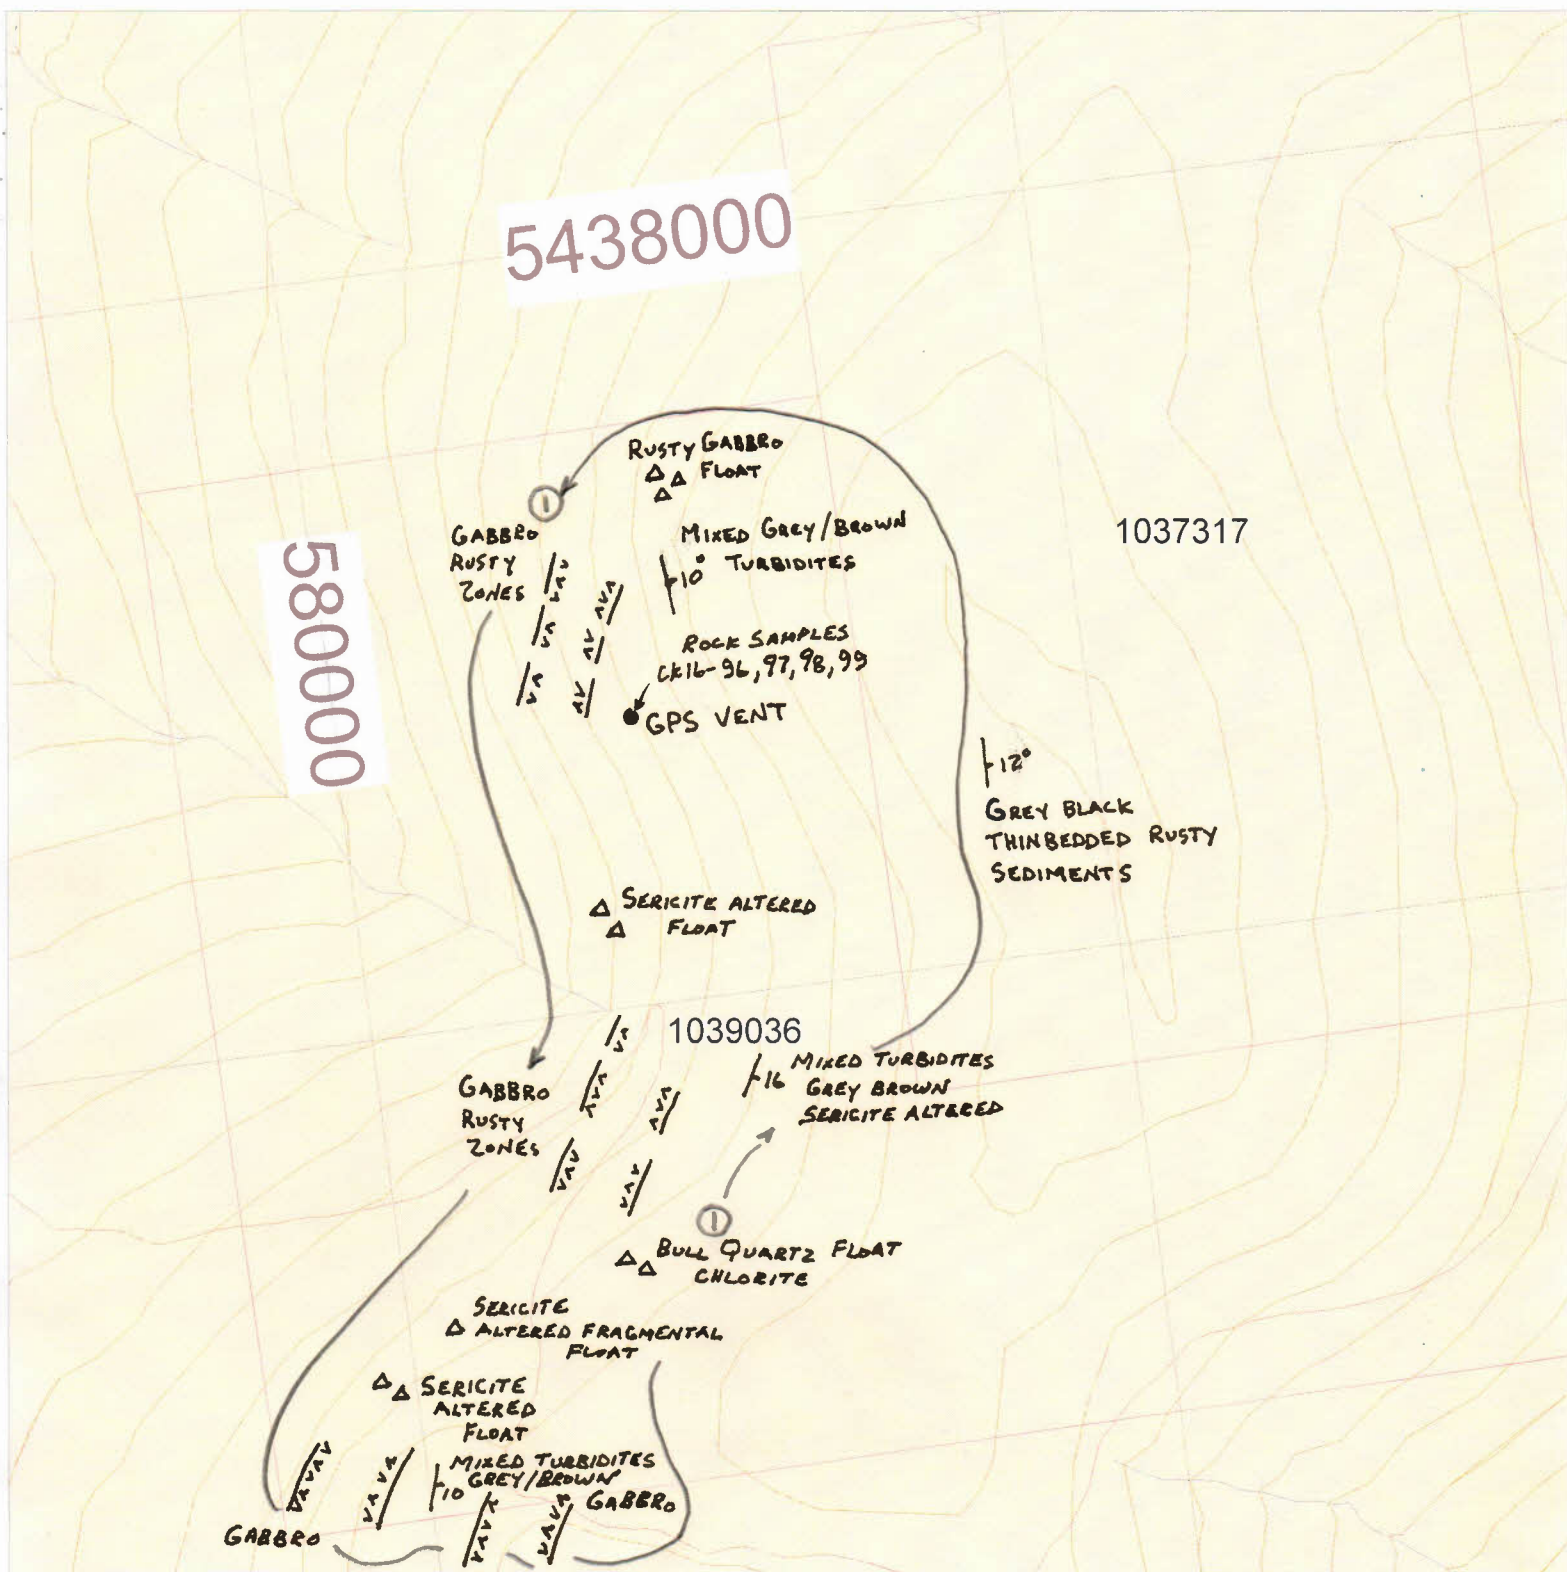 5438000
RUSTY GABBRO
FLOAT
1
GABBRO
RUSTY
ZONES
MIXED GREY/BROWN
TURBIDITES
10°
1037317
580000
ROCK SAMPLES
CK16-96, 97, 98, 99
GPS VENT
12°
GREY BLACK
THINBEDDED RUSTY
SEDIMENTS
SERICITE ALTERED
FLOAT
1039036
16
MIXED TURBIDITES
GREY BROWN
SERICITE ALTERED
GABBRO
RUSTY
ZONES
1
BULL QUARTZ FLOAT
CHLORITE
SERICITE
ALTERED FRAGMENTAL
FLOAT
SERICITE
ALTERED
FLOAT
MIXED TURBIDITES
GREY/BROWN
10
GABBRO
GABBRO